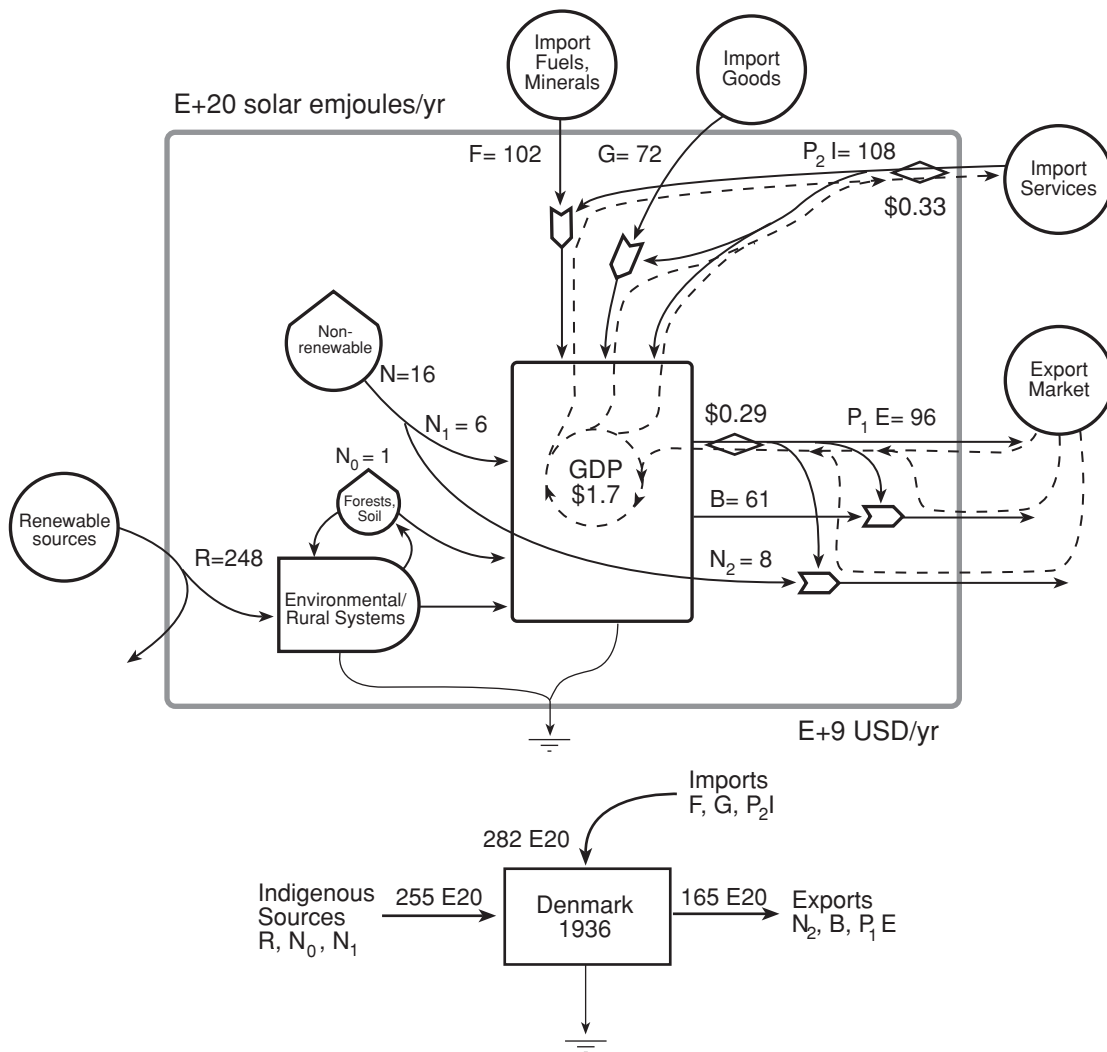 Import
Fuels,
Minerals
Import
Goods
E+20 solar emjoules/yr
F= 102
G= 72
P2 I= 108
Import
Services
$0.33
Non-
renewable
N=16
N1 = 6
$0.29
P1 E= 96
Export
Market
N0 = 1
Forests,
Soil
GDP
$1.7
B= 61
Renewable
sources
R=248
N2 = 8
Environmental/
Rural Systems
E+9 USD/yr
Imports
F, G, P2I
282 E20
Indigenous
Sources
R, N0, N1
255 E20
Denmark
1936
165 E20
Exports
N2, B, P1E